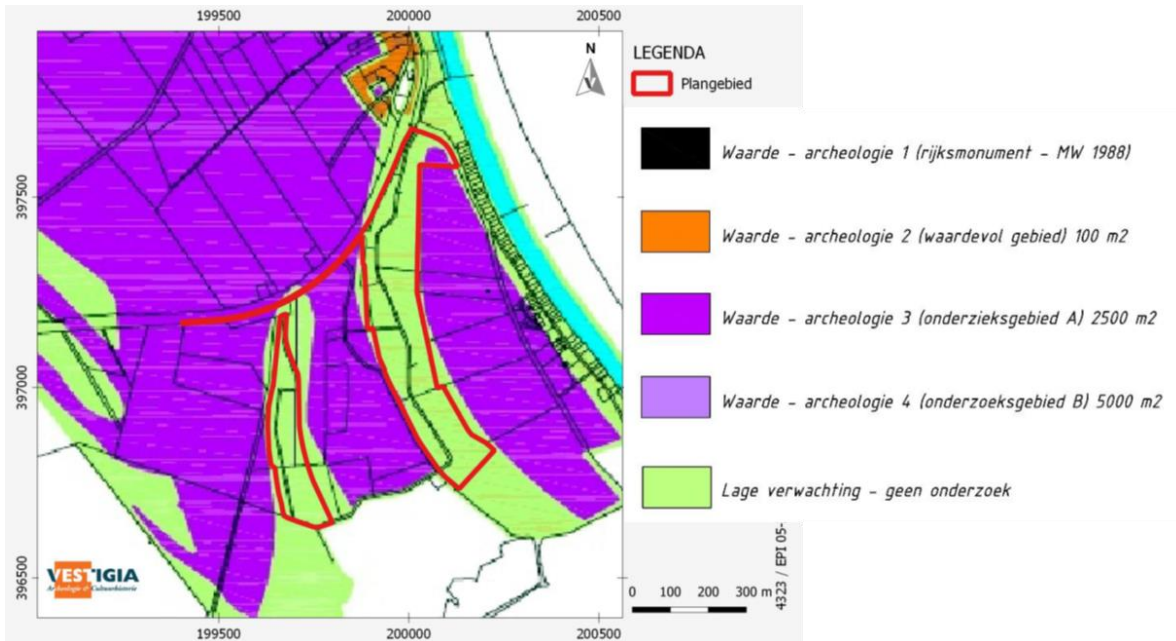 199500 200000 200500
397500
397000
396500
N
VESTIGIA
Archeologie & Cultuurhistorie
199500 200000 200500
LEGENDA
Plangebied
Waarde - archeologie 1 (rijksmonument - MW 1988)
Waarde - archeologie 2 (waardevol gebied) 100 m2
Waarde - archeologie 3 (onderzieksgebied A) 2500 m2
Waarde - archeologie 4 (onderzoeksgebied B) 5000 m2
Lage verwachting - geen onderzoek
0 100 200 300 m
4323 / EPI 05-